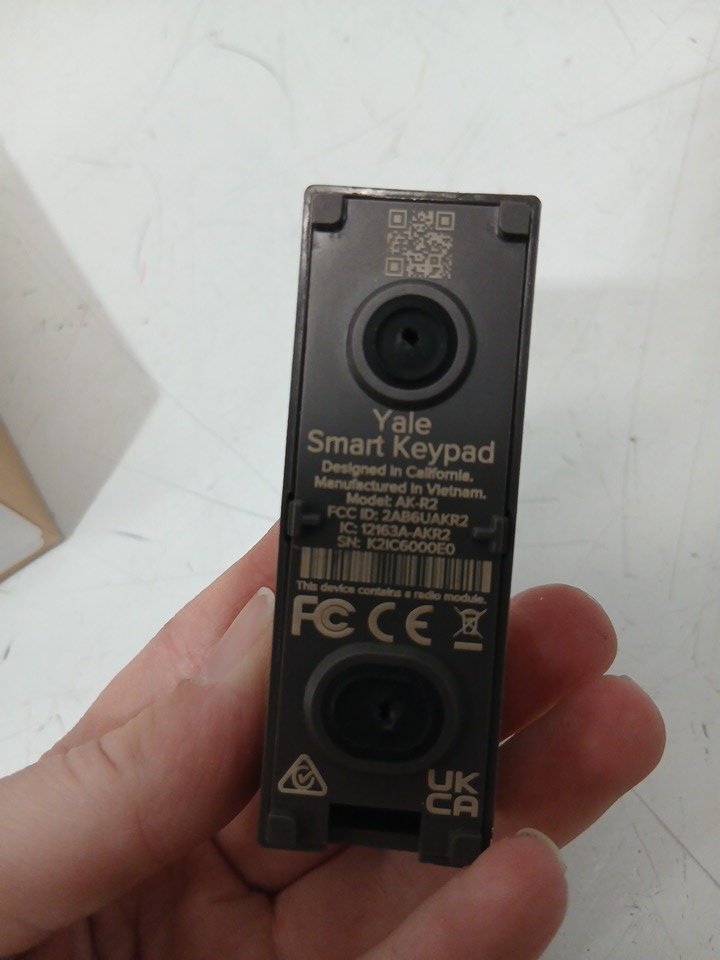 Yale
Smart Keypad
Designed in California.
Manufactured in Vietnam.
Model: AK-R2
FCC ID: 2AB6UAKR2
IC: 12163A-AKR2
SN: K2IC6000E0
This device contains a radio module.
FC CE
UK
CA